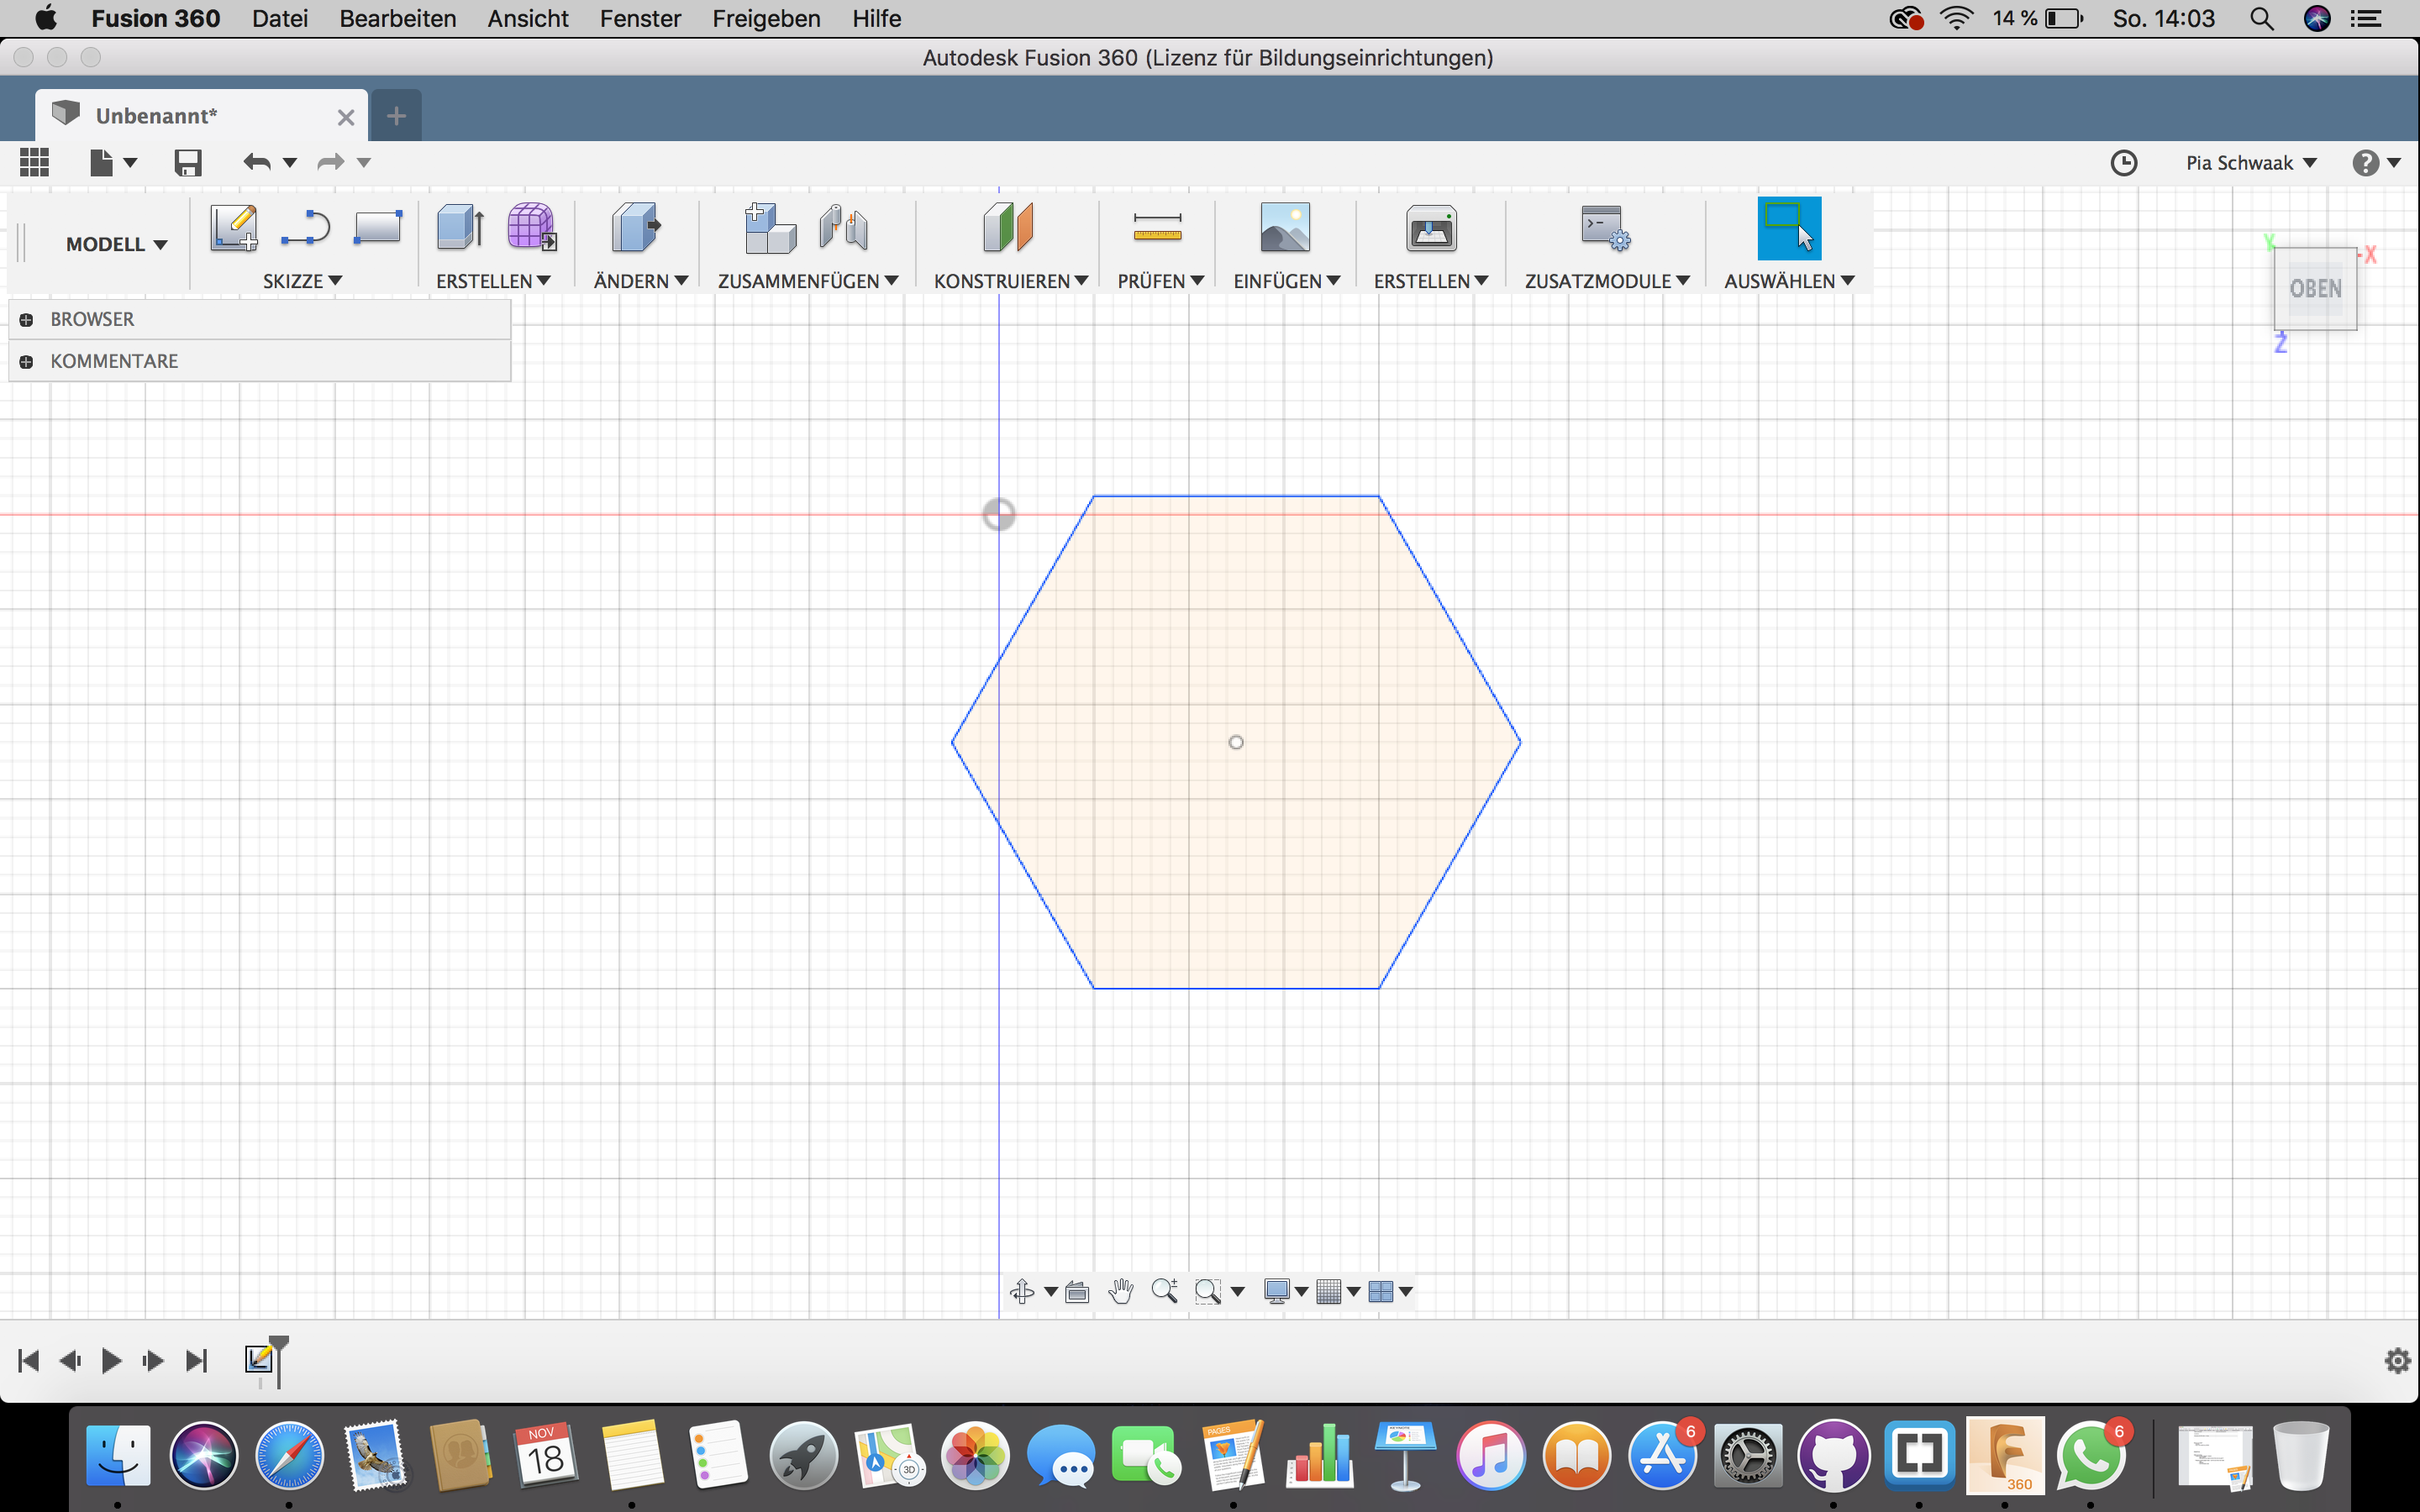 Fusion 360 Datei Bearbeiten Ansicht Fenster Freigeben Hilfe 14 % So. 14:03
Autodesk Fusion 360 (Lizenz für Bildungseinrichtungen)
Unbenannt*
Pia Schwaak
MODELL
SKIZZE ERSTELLEN ÄNDERN ZUSAMMENFÜGEN KONSTRUIEREN PRÜFEN EINFÜGEN ERSTELLEN ZUSATZMODULE AUSWÄHLEN
Y
X
OBEN
Z
BROWSER
KOMMENTARE
NOV
18
3D
PAGES
6
360
6